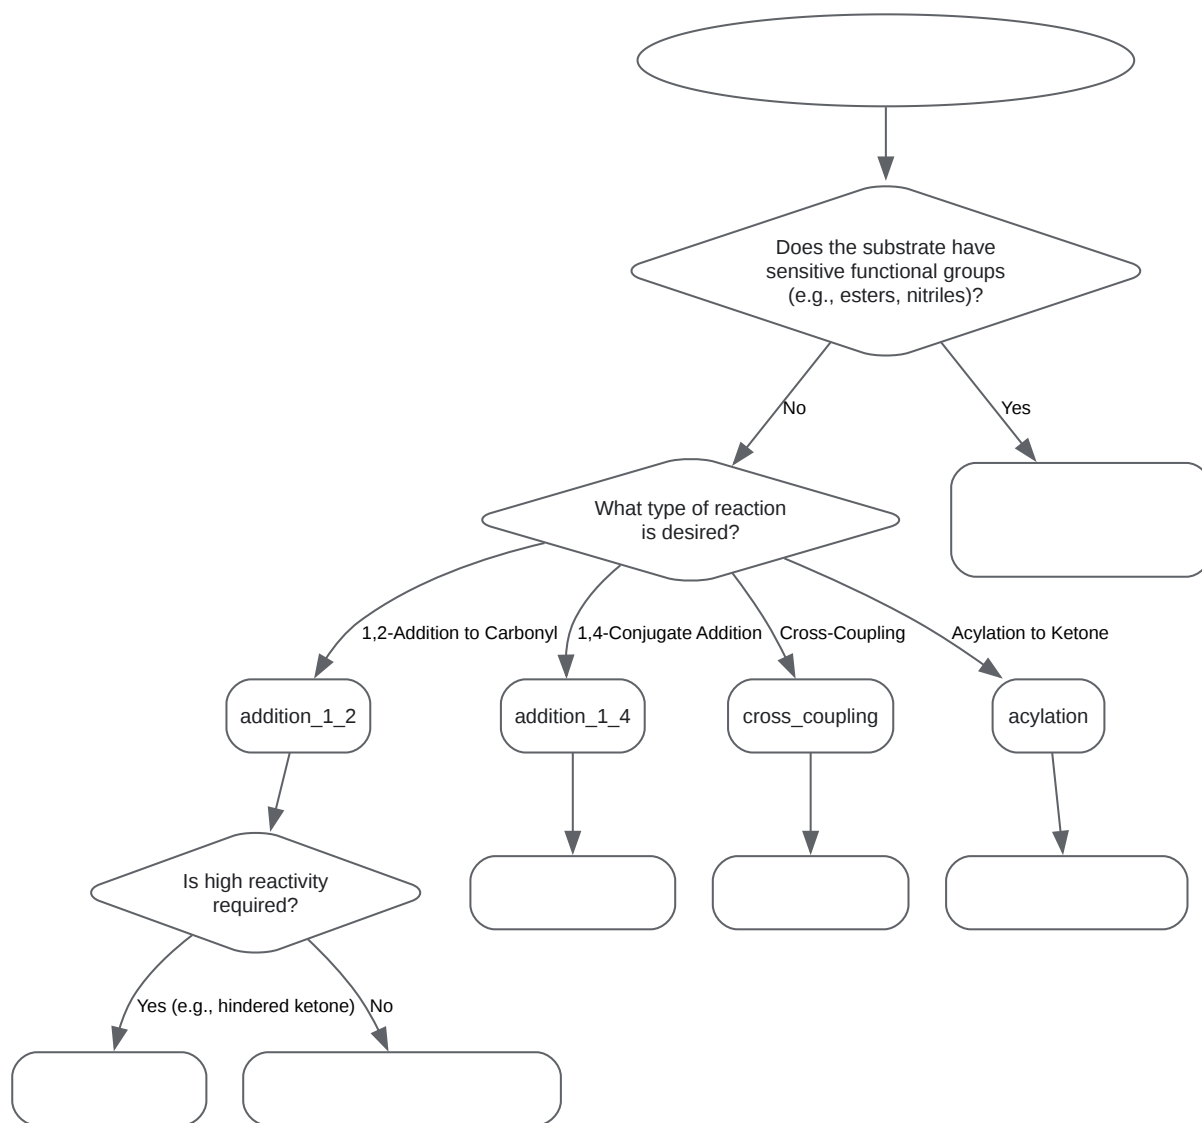 Does the substrate have
sensitive functional groups
(e.g., esters, nitriles)?
No
Yes
What type of reaction
is desired?
1,2-Addition to Carbonyl
1,4-Conjugate Addition
Cross-Coupling
Acylation to Ketone
addition_1_2
addition_1_4
cross_coupling
acylation
Is high reactivity
required?
Yes (e.g., hindered ketone)
No